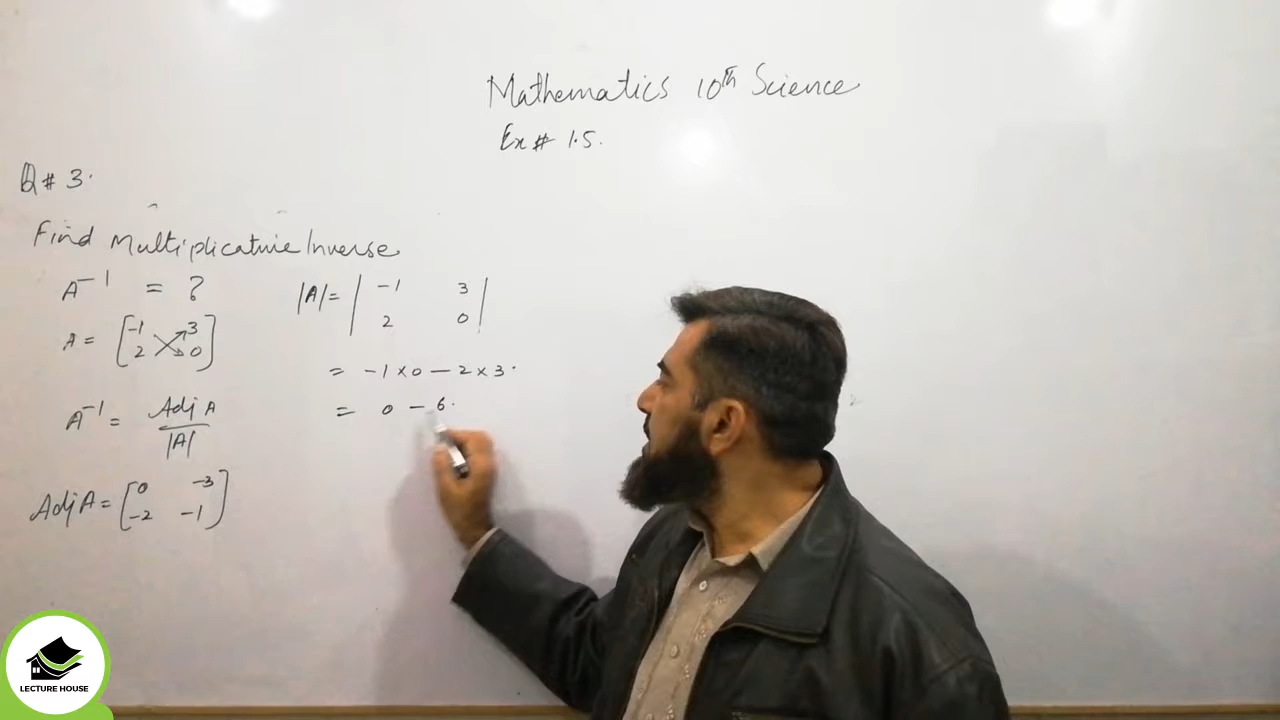 Mathematics 10th Science
Ex # 1.5.
Q # 3.
Find Multiplicative Inverse
A⁻¹ = ?
A = [-1 3
2 0]
A⁻¹ = Adj A
|A|
Adj A = [0 -3
-2 -1]
|A| = | -1 3
2 0 |
= -1 × 0 - 2 × 3.
= 0 - 6.
LECTURE HOUSE